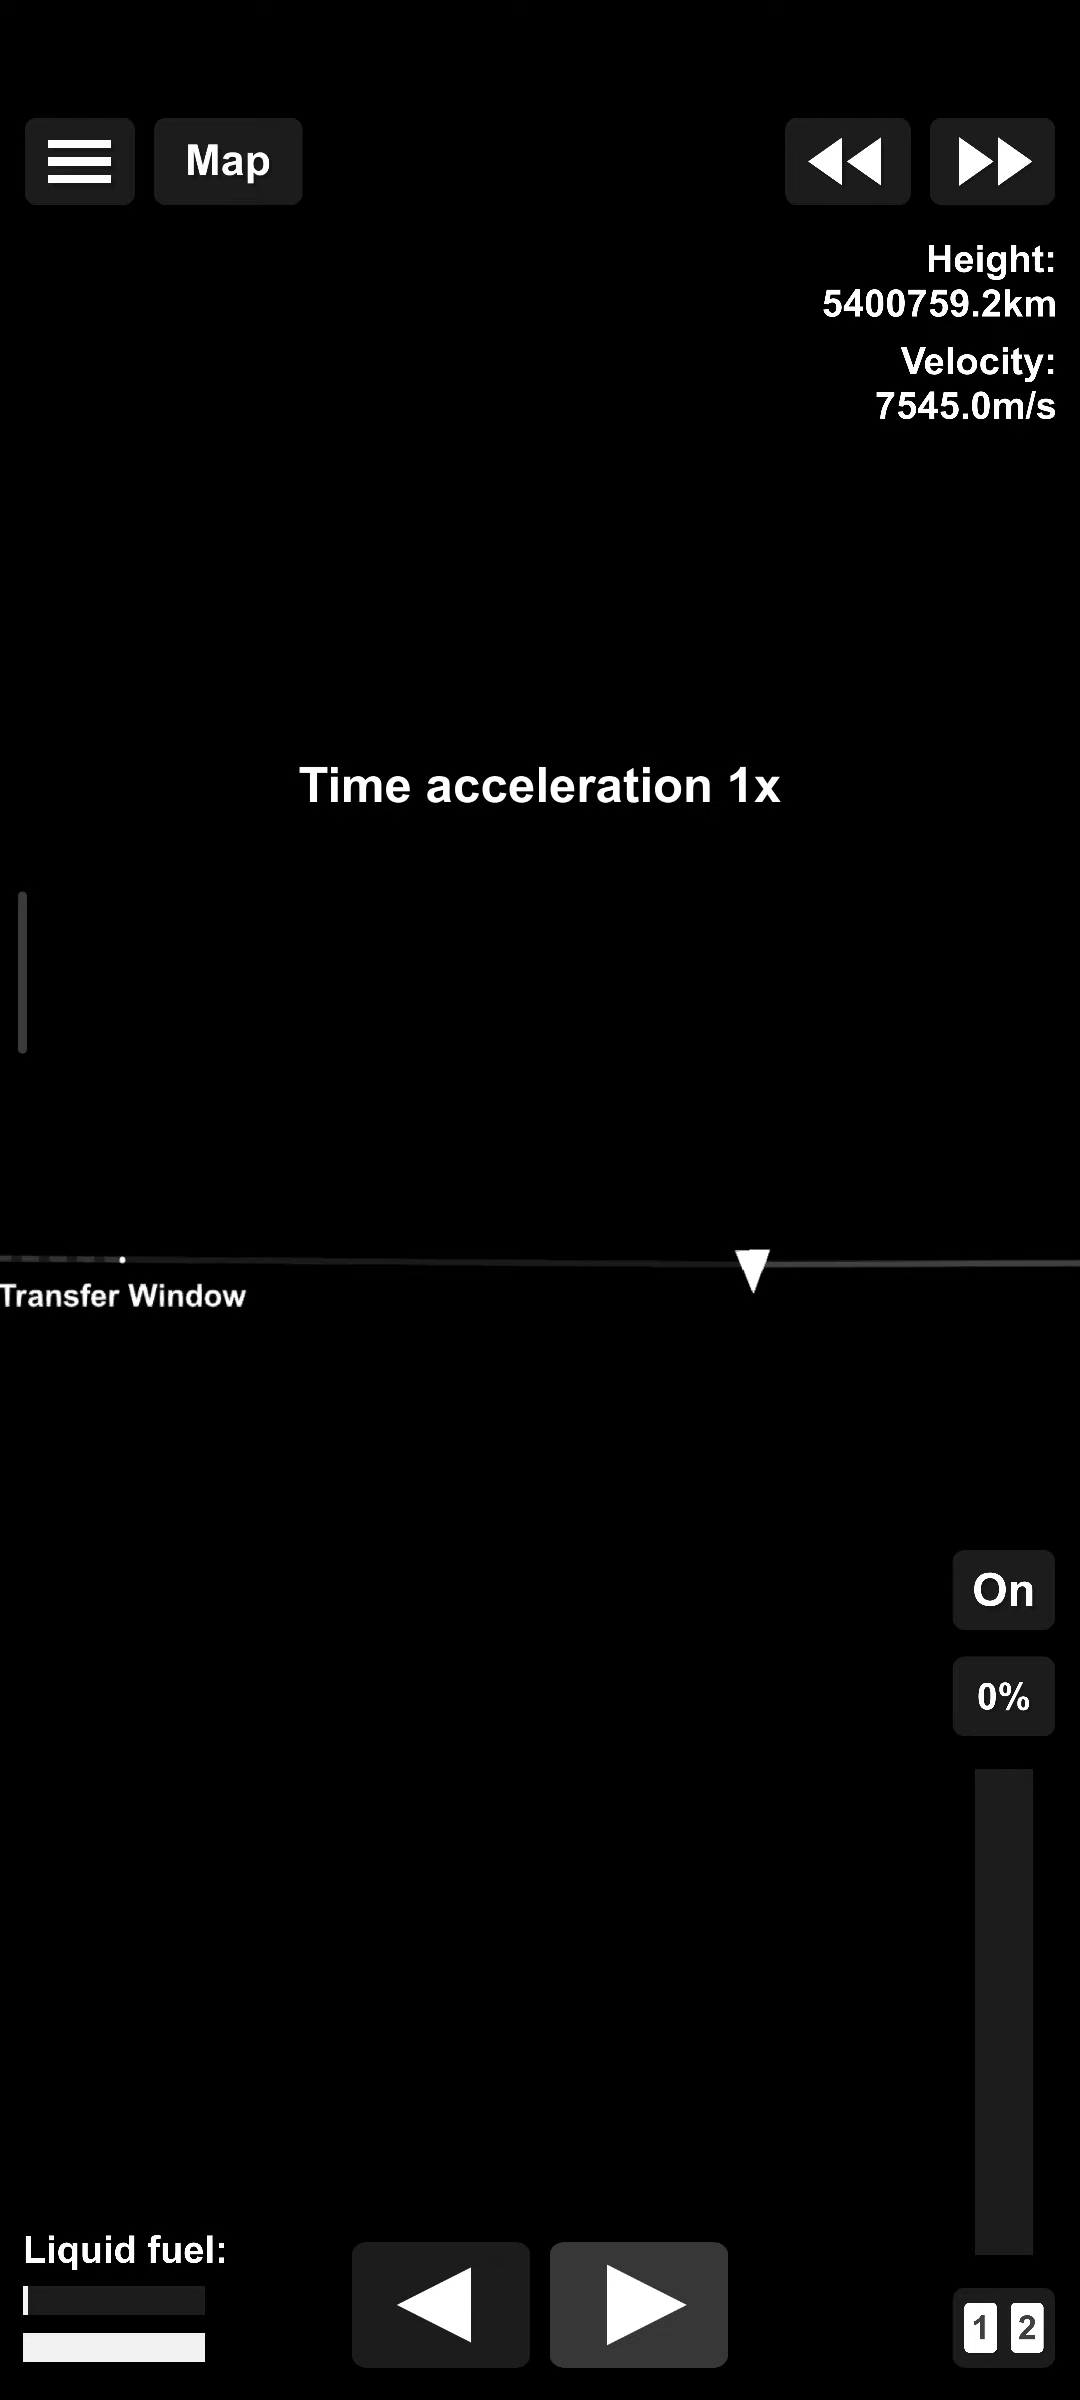 Map
Height:
5400759.2km
Velocity:
7545.0m/s
Time acceleration 1x
Transfer Window
On
0%
Liquid fuel:
1 2